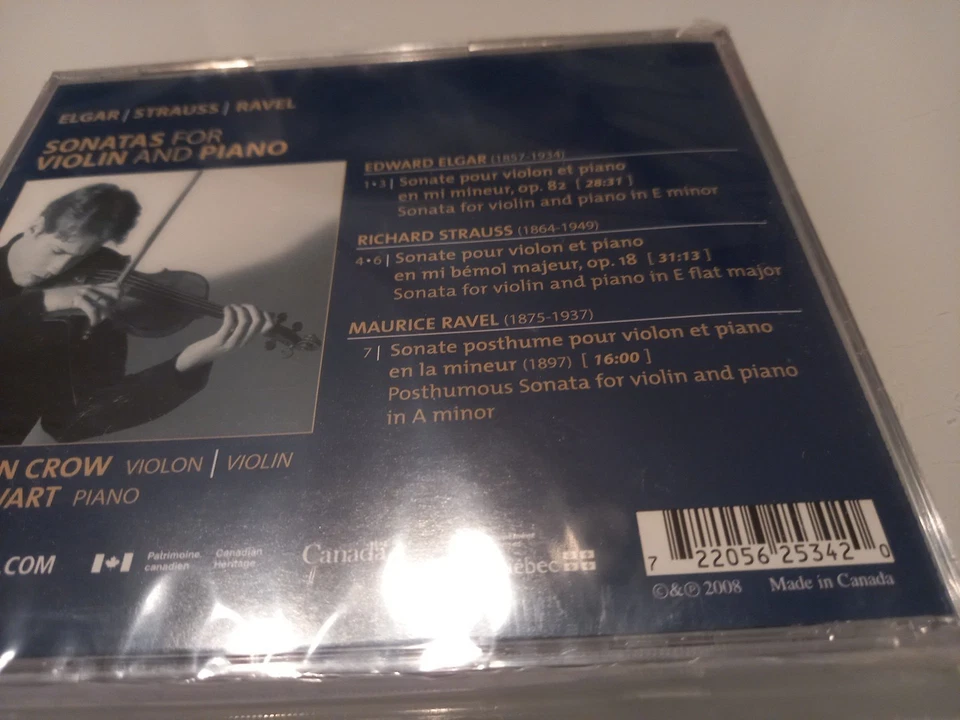 ELGAR / STRAUSS / RAVEL
SONATAS FOR
VIOLIN AND PIANO
EDWARD ELGAR (1857-1934)
1•3 | Sonate pour violon et piano
en mi mineur, op. 82 [ 28:31 ]
Sonata for violin and piano in E minor
RICHARD STRAUSS (1864-1949)
4•6 | Sonate pour violon et piano
en mi bémol majeur, op. 18 [ 31:13 ]
Sonata for violin and piano in E flat major
MAURICE RAVEL (1875-1937)
7 | Sonate posthume pour violon et piano
en la mineur (1897) [ 16:00 ]
Posthumous Sonata for violin and piano
in A minor
N CROW VIOLON | VIOLIN
WART PIANO
.COM
Patrimoine Canadian
canadien Heritage
Canada
Québec
7 22056 25342 0
©&℗ 2008 Made in Canada